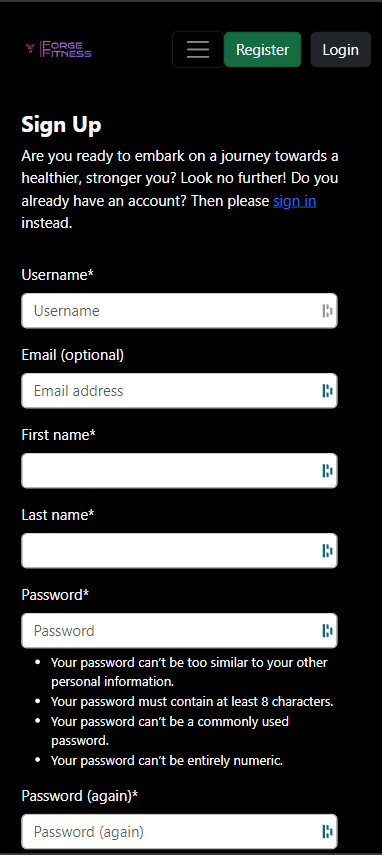 FORGE
FITNESS
Register
Login
Sign Up
Are you ready to embark on a journey towards a
healthier, stronger you? Look no further! Do you
already have an account? Then please sign in
instead.
Username*
Username
Email (optional)
Email address
First name*
Last name*
Password*
Password
• Your password can’t be too similar to your other
personal information.
• Your password must contain at least 8 characters.
• Your password can’t be a commonly used
password.
• Your password can’t be entirely numeric.
Password (again)*
Password (again)